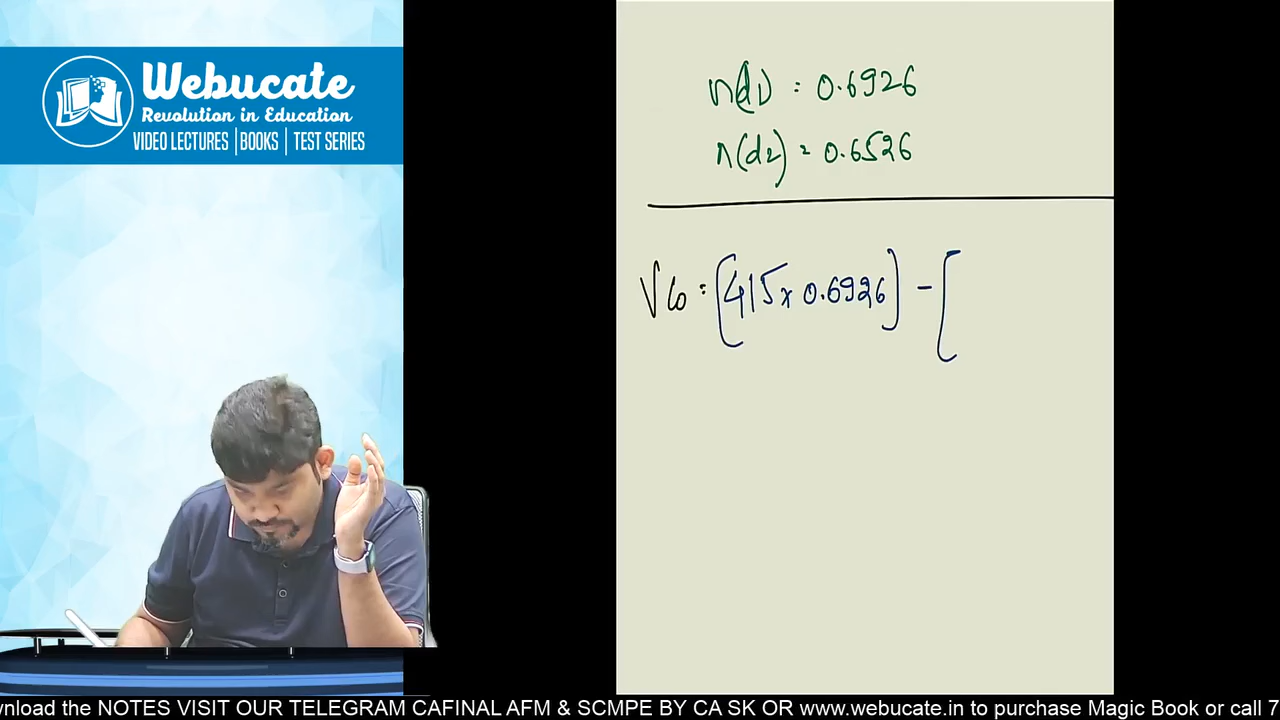 Webucate
Revolution in Education
VIDEO LECTURES | BOOKS | TEST SERIES
n(d1) = 0.6926
n(d2) = 0.6526
Vco = [415 x 0.6926] - [
wnload the NOTES VISIT OUR TELEGRAM CAFINAL AFM & SCMPE BY CA SK OR www.webucate.in to purchase Magic Book or call 7